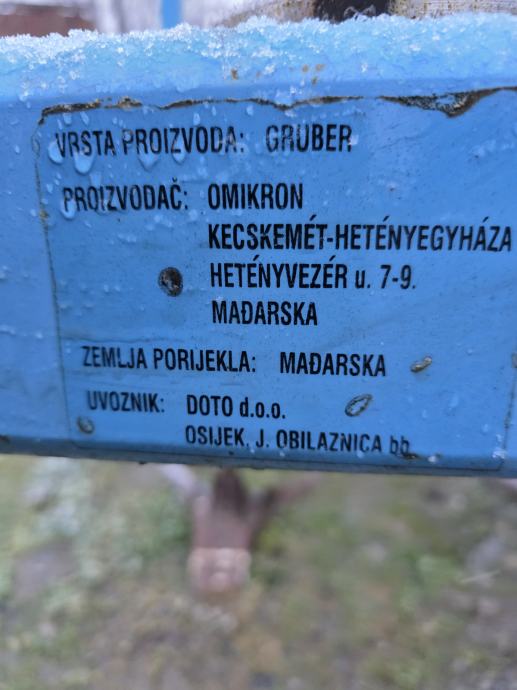 VRSTA PROIZVODA: GRUBER
PROIZVOĐAČ: OMIKRON
KECSKEMÉT-HETÉNYEGYHÁZA
HETÉNYVEZÉR u. 7-9.
MAĐARSKA
ZEMLJA PORIJEKLA: MAĐARSKA
UVOZNIK: DOTO d.o.o.
OSIJEK, J. OBILAZNICA bb